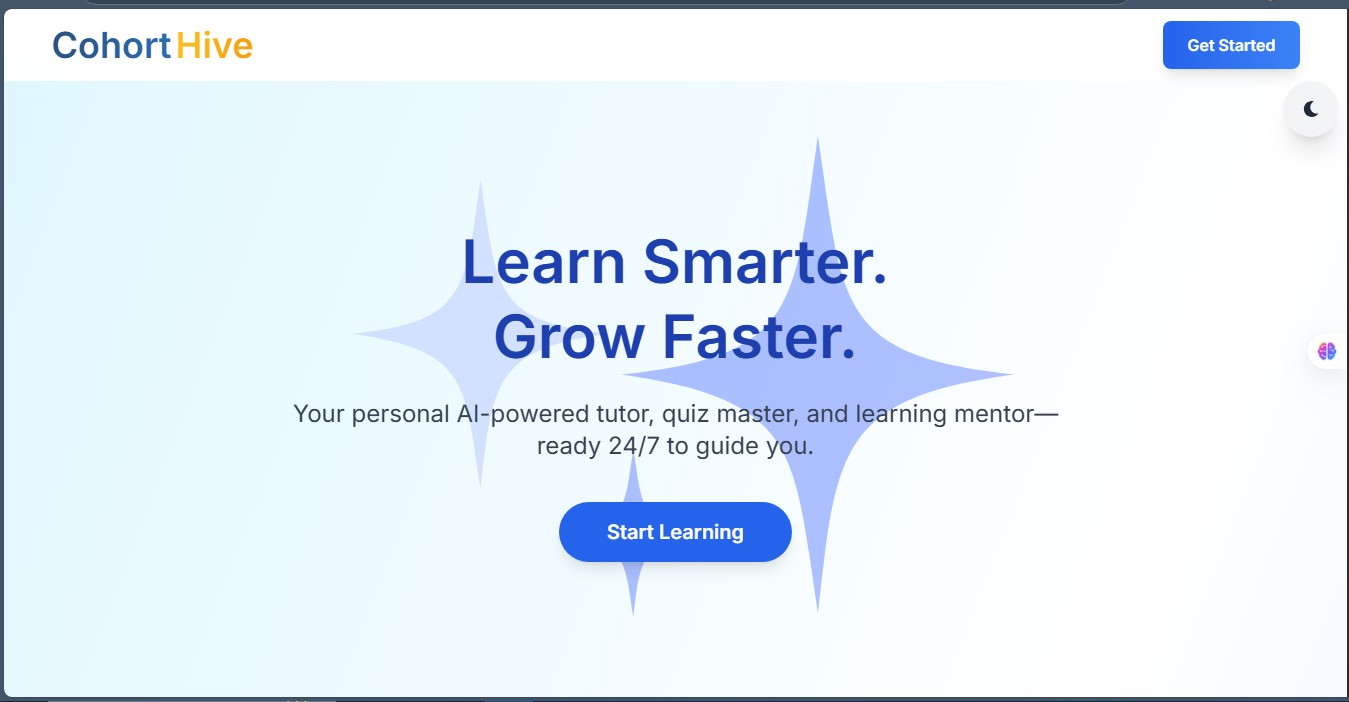 Cohort Hive
Get Started
Learn Smarter.
Grow Faster.
Your personal AI-powered tutor, quiz master, and learning mentor—
ready 24/7 to guide you.
Start Learning